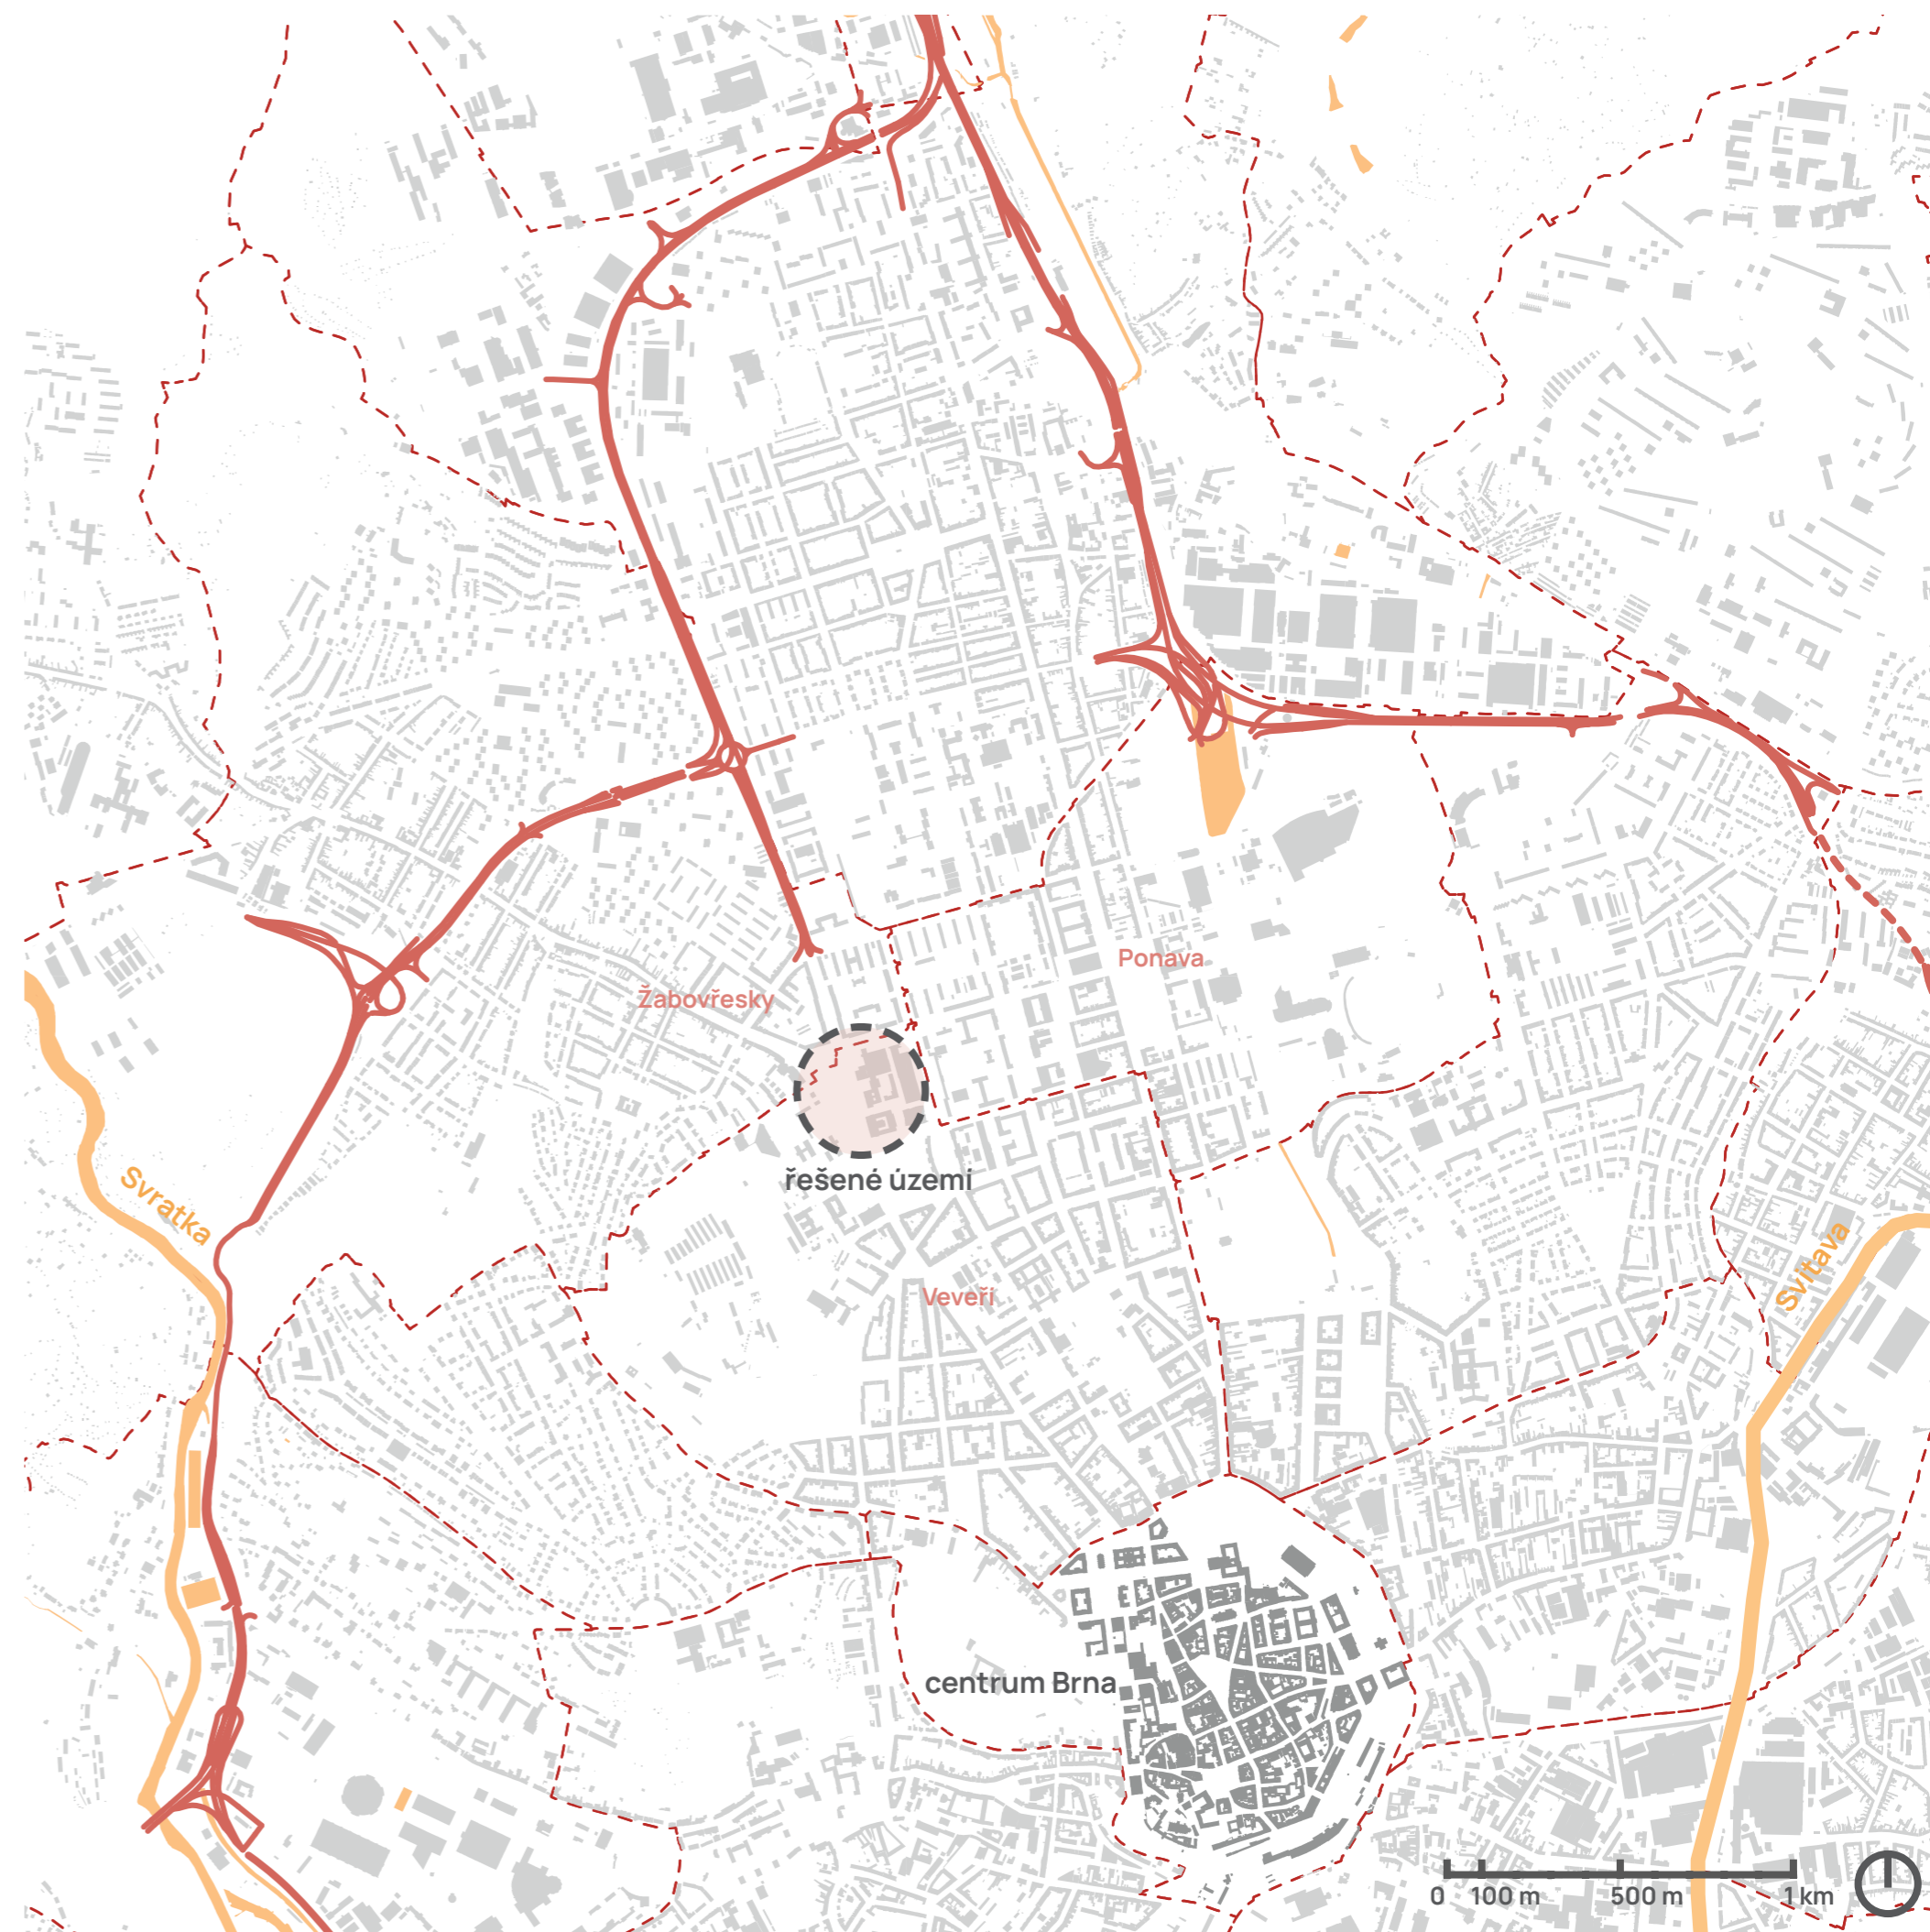 Ponava
Žabovřesky
řešené území
Svratka
Svitava
Veveří
centrum Brna
0 100 m 500 m 1 km